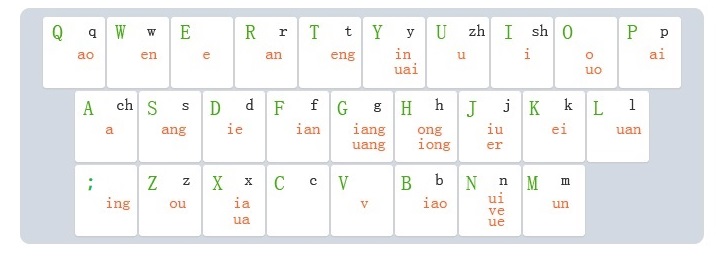 Q q W w E R r T t Y y U zh I sh O P p
ao en e an eng in u i o ai
uai uo
A ch S s D d F f G g H h J j K k L l
a ang ie ian iang ong iu ei uan
uang iong er
; Z z X x C c V B b N n M m
ing ou ia v iao ui un
ua ve
ue